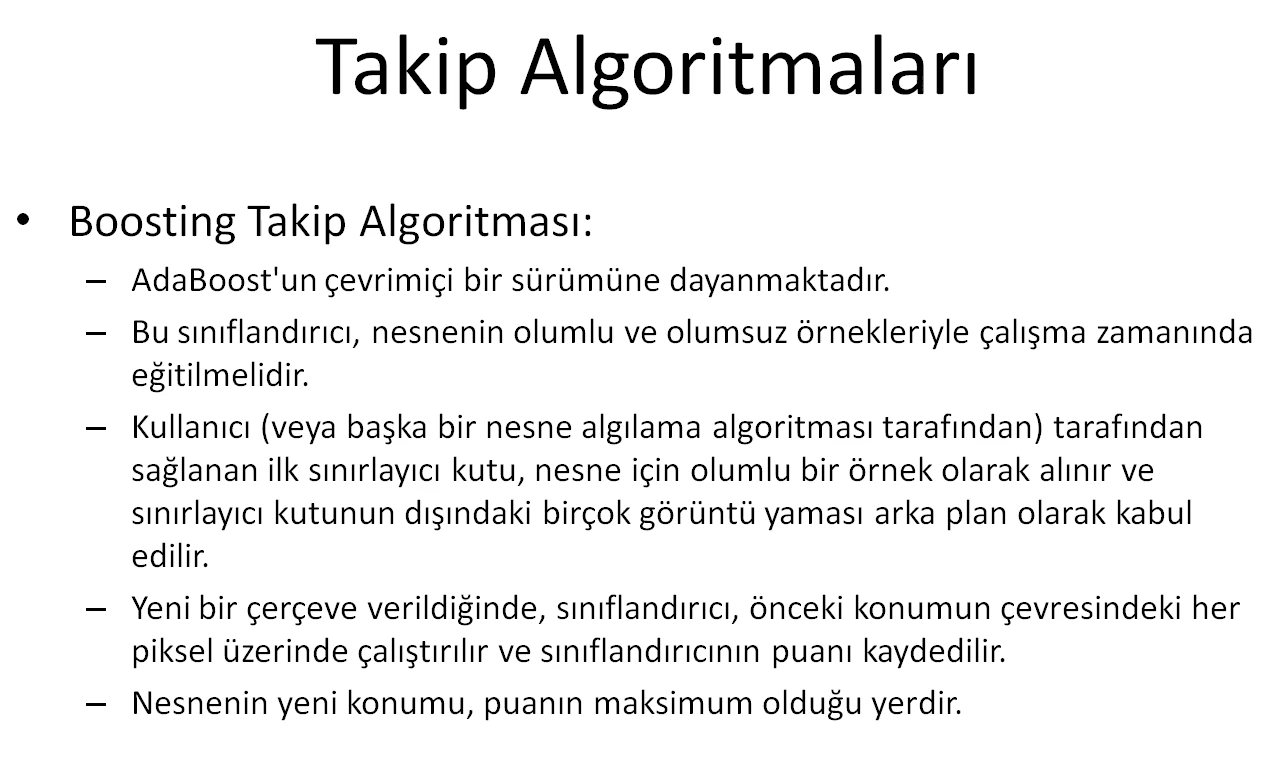 Takip Algoritmaları
• Boosting Takip Algoritması:
– AdaBoost'un çevrimiçi bir sürümüne dayanmaktadır.
– Bu sınıflandırıcı, nesnenin olumlu ve olumsuz örnekleriyle çalışma zamanında
eğitilmelidir.
– Kullanıcı (veya başka bir nesne algılama algoritması tarafından) tarafından
sağlanan ilk sınırlayıcı kutu, nesne için olumlu bir örnek olarak alınır ve
sınırlayıcı kutunun dışındaki birçok görüntü yaması arka plan olarak kabul
edilir.
– Yeni bir çerçeve verildiğinde, sınıflandırıcı, önceki konumun çevresindeki her
piksel üzerinde çalıştırılır ve sınıflandırıcının puanı kaydedilir.
– Nesnenin yeni konumu, puanın maksimum olduğu yerdir.